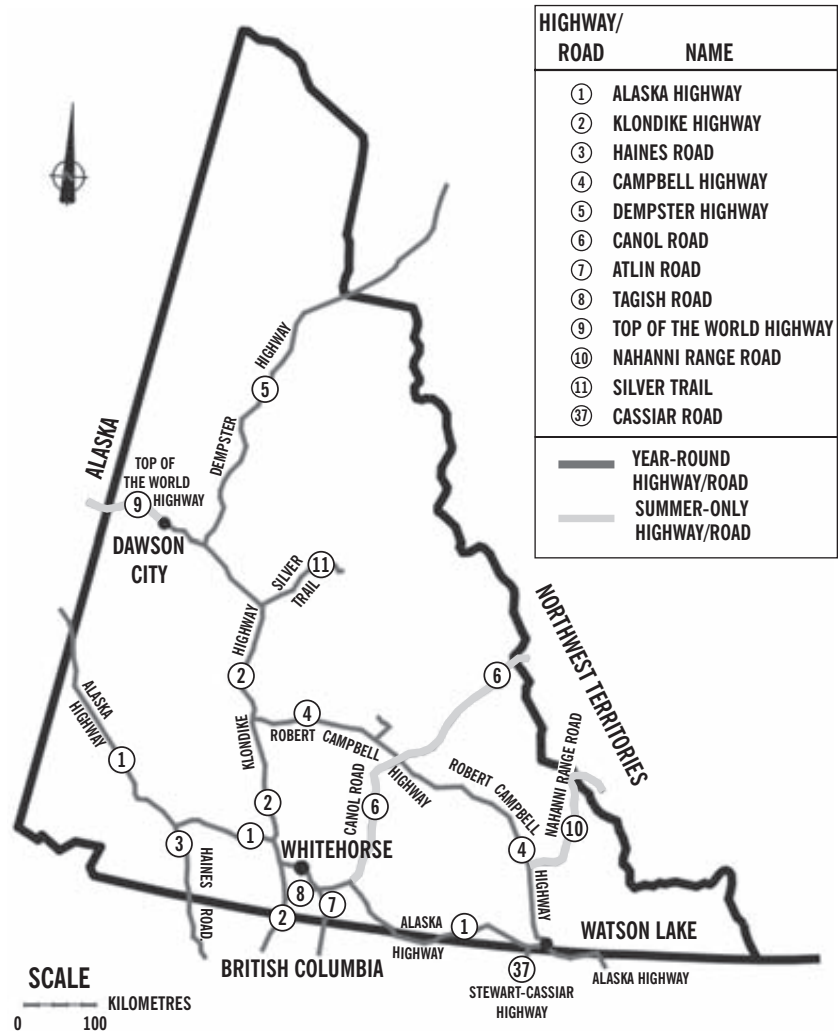 HIGHWAY/
ROAD NAME
1 ALASKA HIGHWAY
2 KLONDIKE HIGHWAY
3 HAINES ROAD
4 CAMPBELL HIGHWAY
5 DEMPSTER HIGHWAY
6 CANOL ROAD
7 ATLIN ROAD
8 TAGISH ROAD
9 TOP OF THE WORLD HIGHWAY
10 NAHANNI RANGE ROAD
11 SILVER TRAIL
37 CASSIAR ROAD
YEAR-ROUND
HIGHWAY/ROAD
SUMMER-ONLY
HIGHWAY/ROAD
DEMPSTER HIGHWAY
5
ALASKA
TOP OF
THE WORLD
HIGHWAY
9
DAWSON
CITY
SILVER
TRAIL
11
KLONDIKE HIGHWAY
2
ALASKA
HIGHWAY
1
4
ROBERT CAMPBELL
HIGHWAY
6
NORTHWEST TERRITORIES
CANOL ROAD
6
ROBERT CAMPBELL
HIGHWAY
4
NAHANNI RANGE ROAD
10
2
1
3
HAINES
ROAD
WHITEHORSE
8
7
2
ALASKA
HIGHWAY
1
WATSON LAKE
BRITISH COLUMBIA
37
STEWART-CASSIAR
HIGHWAY
ALASKA HIGHWAY
SCALE
KILOMETRES
0 100